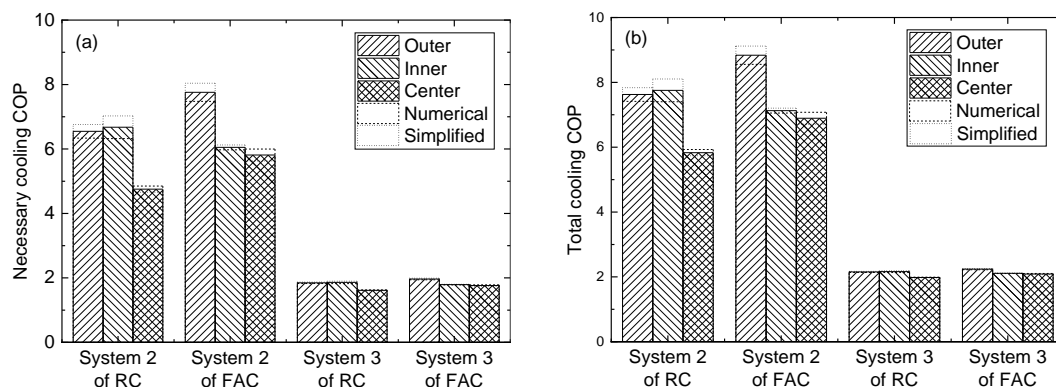 (a)
Necessary cooling COP
10
8
6
4
2
0
Outer
Inner
Center
Numerical
Simplified
System 2
of RC
System 2
of FAC
System 3
of RC
System 3
of FAC
(b)
Total cooling COP
10
8
6
4
2
0
Outer
Inner
Center
Numerical
Simplified
System 2
of RC
System 2
of FAC
System 3
of RC
System 3
of FAC